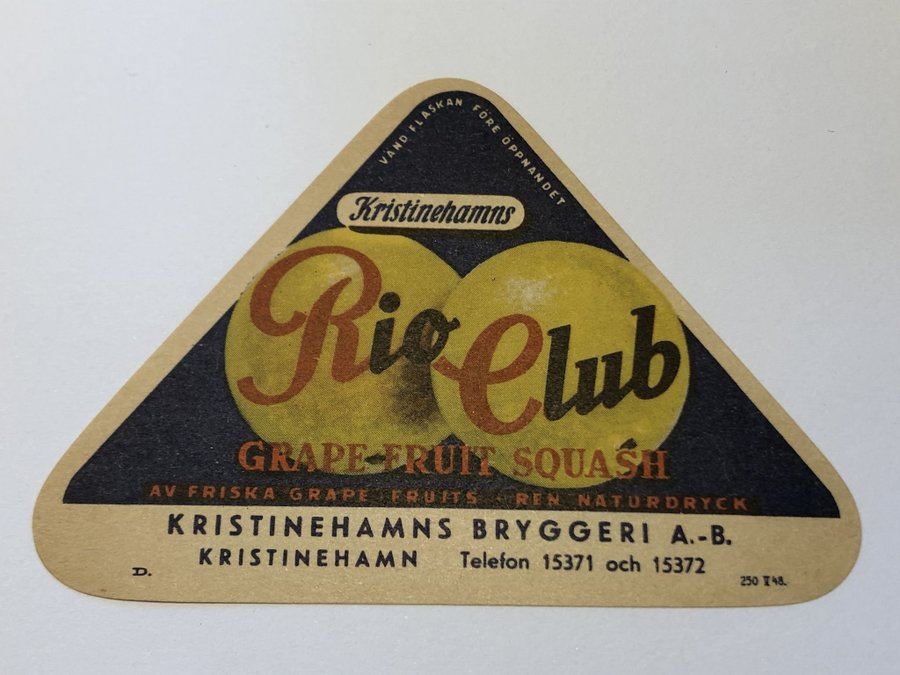 VÄND FLASKAN FÖRE ÖPPNANDET
Kristinehamns
Rio Club
GRAPE-FRUIT SQUASH
AV FRISKA GRAPE FRUITS - REN NATURDRYCK
KRISTINEHAMNS BRYGGERI A.-B.
KRISTINEHAMN Telefon 15371 och 15372
D. 250 V 48.